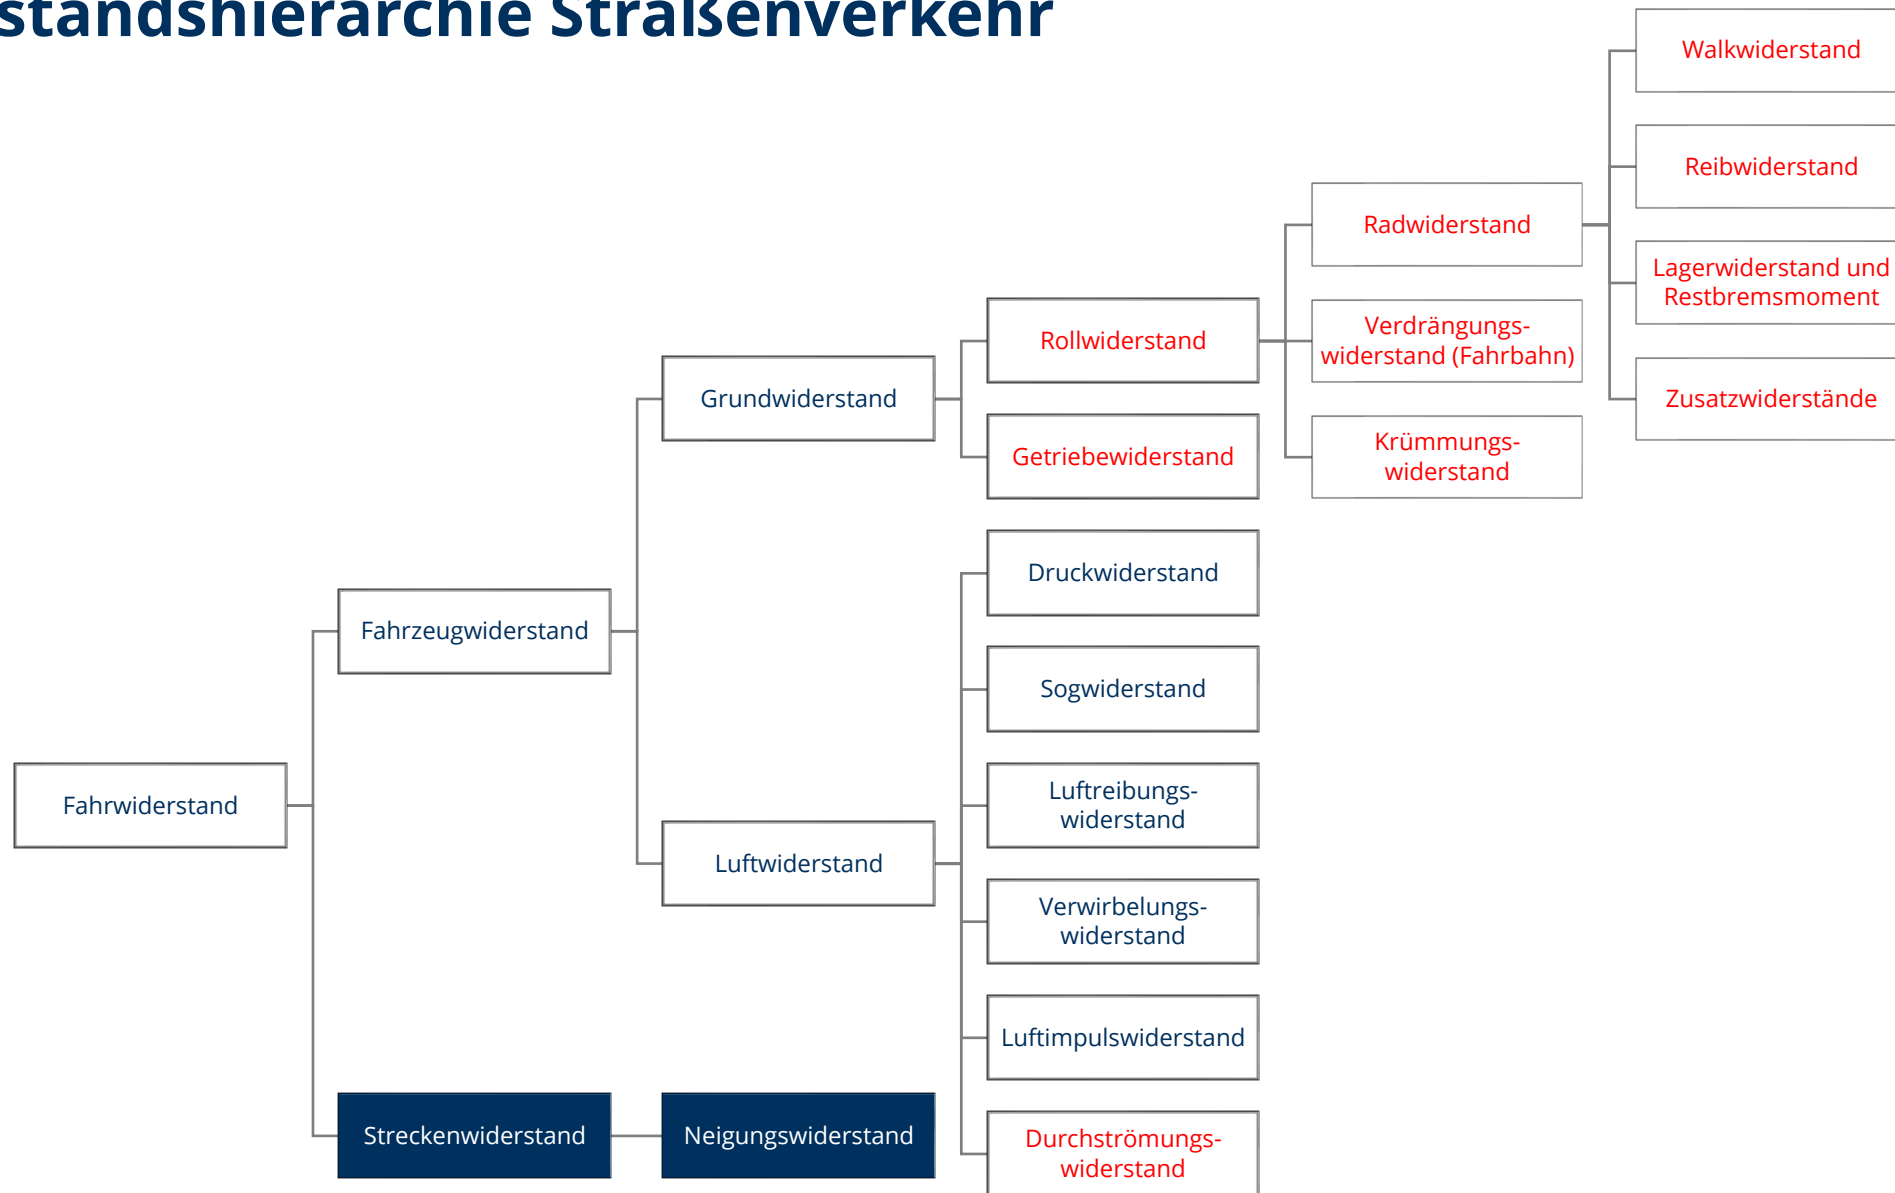 standshierarchie Straßenverkehr
Walkwiderstand
Reibwiderstand
Radwiderstand
Lagerwiderstand und
Restbremsmoment
Rollwiderstand
Verdrängungs-
widerstand (Fahrbahn)
Grundwiderstand
Zusatzwiderstände
Getriebewiderstand
Krümmungs-
widerstand
Druckwiderstand
Fahrzeugwiderstand
Sogwiderstand
Fahrwiderstand
Luftreibungs-
widerstand
Luftwiderstand
Verwirbelungs-
widerstand
Luftimpulswiderstand
Streckenwiderstand
Neigungswiderstand
Durchströmungs-
widerstand